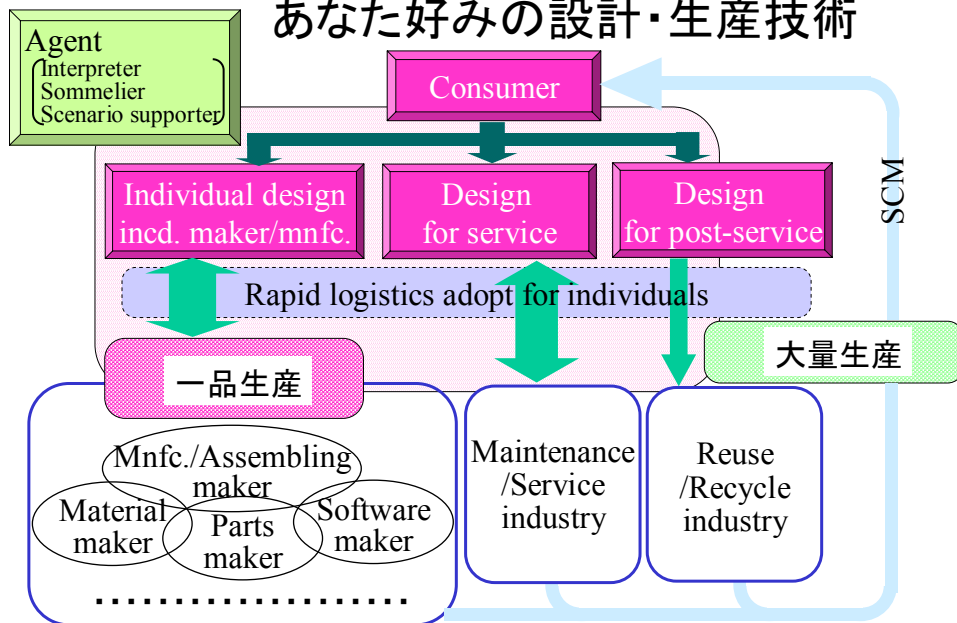 あなた好みの設計・生産技術
Agent
Interpreter
Sommelier
Scenario supporter
Consumer
Individual design
incd. maker/mnfc.
Design
for service
Design
for post-service
SCM
Rapid logistics adopt for individuals
一品生産
大量生産
Mnfc./Assembling
maker
Material
maker
Parts
maker
Software
maker
Maintenance
/Service
industry
Reuse
/Recycle
industry